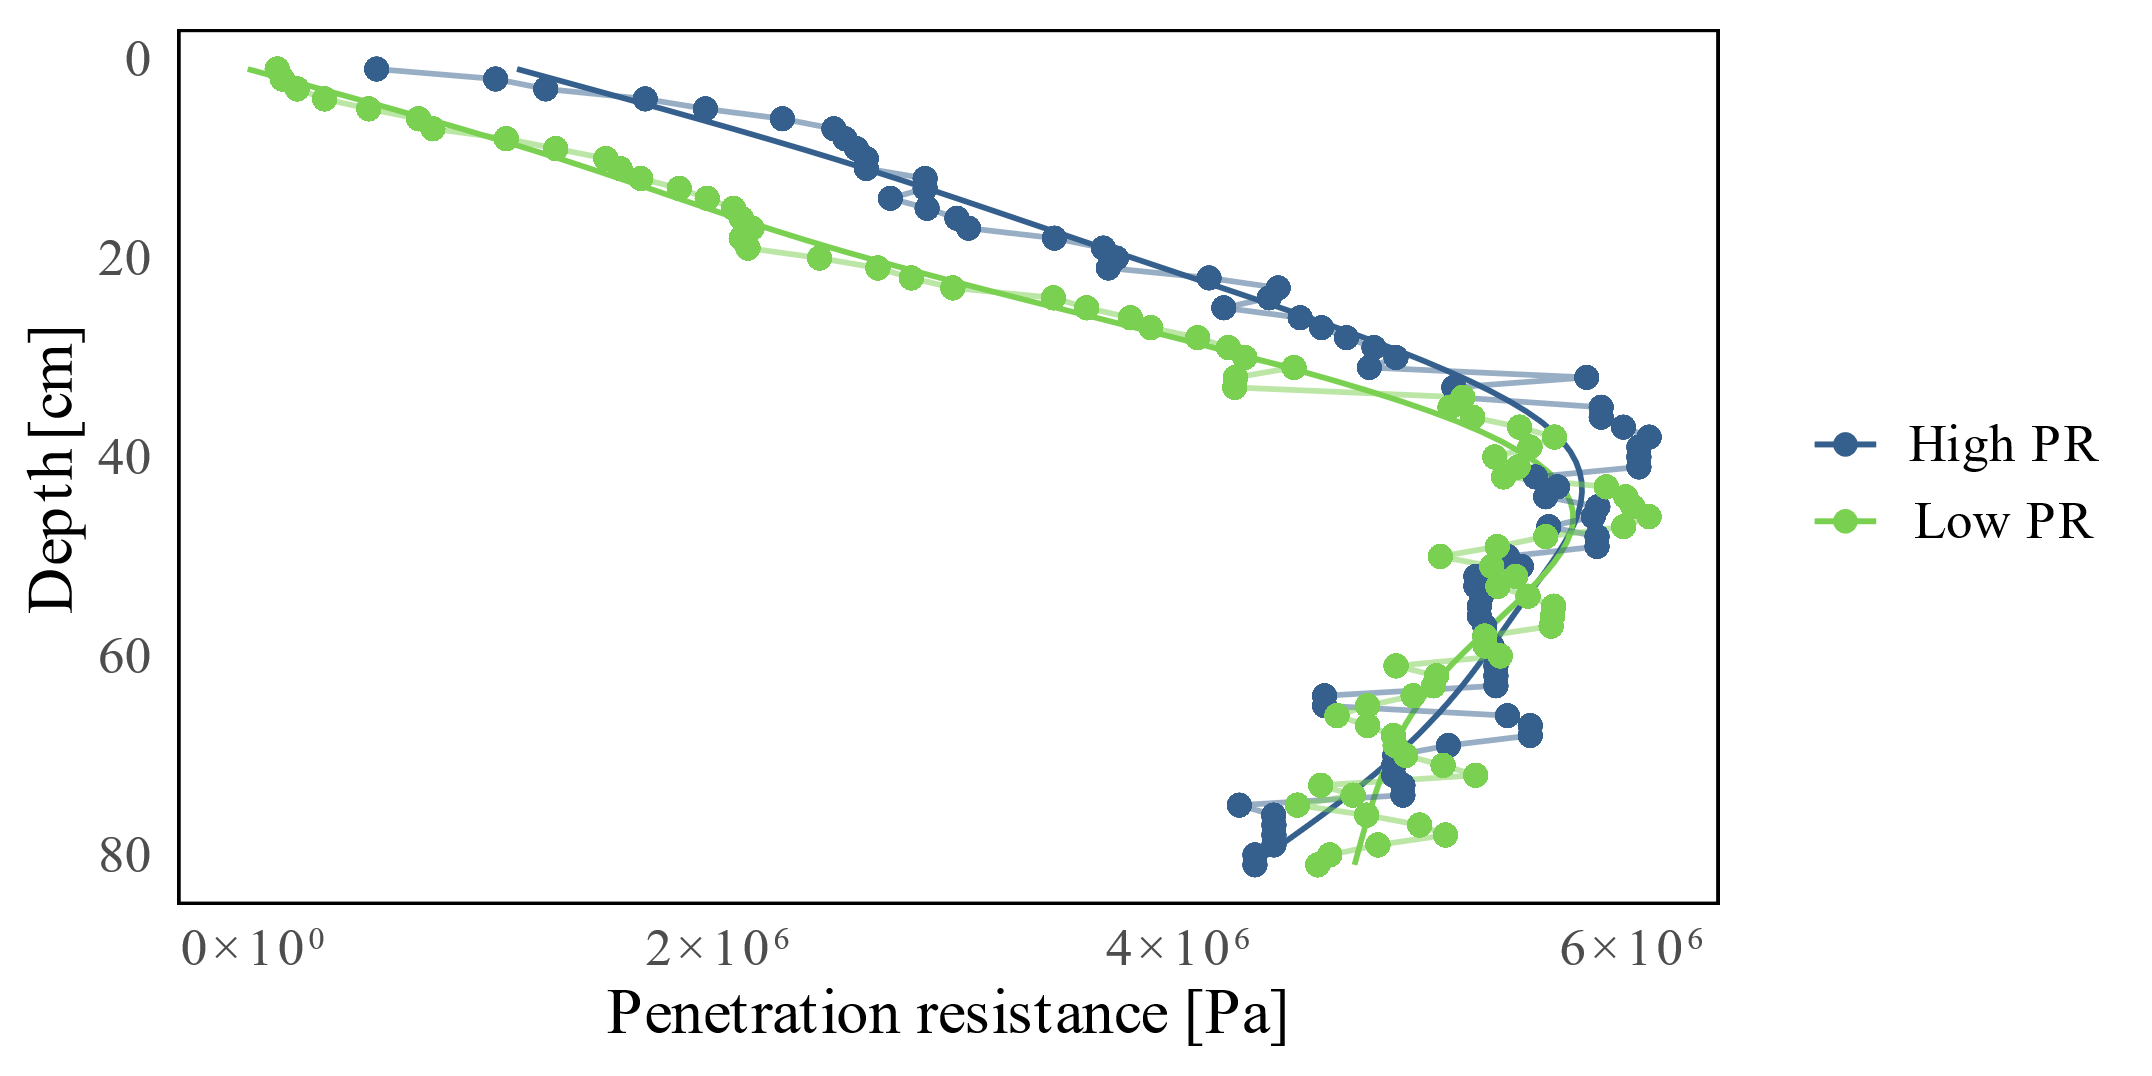 0
20
40
60
80
Depth [cm]
0×10⁰ 2×10⁶ 4×10⁶ 6×10⁶
Penetration resistance [Pa]
High PR
Low PR